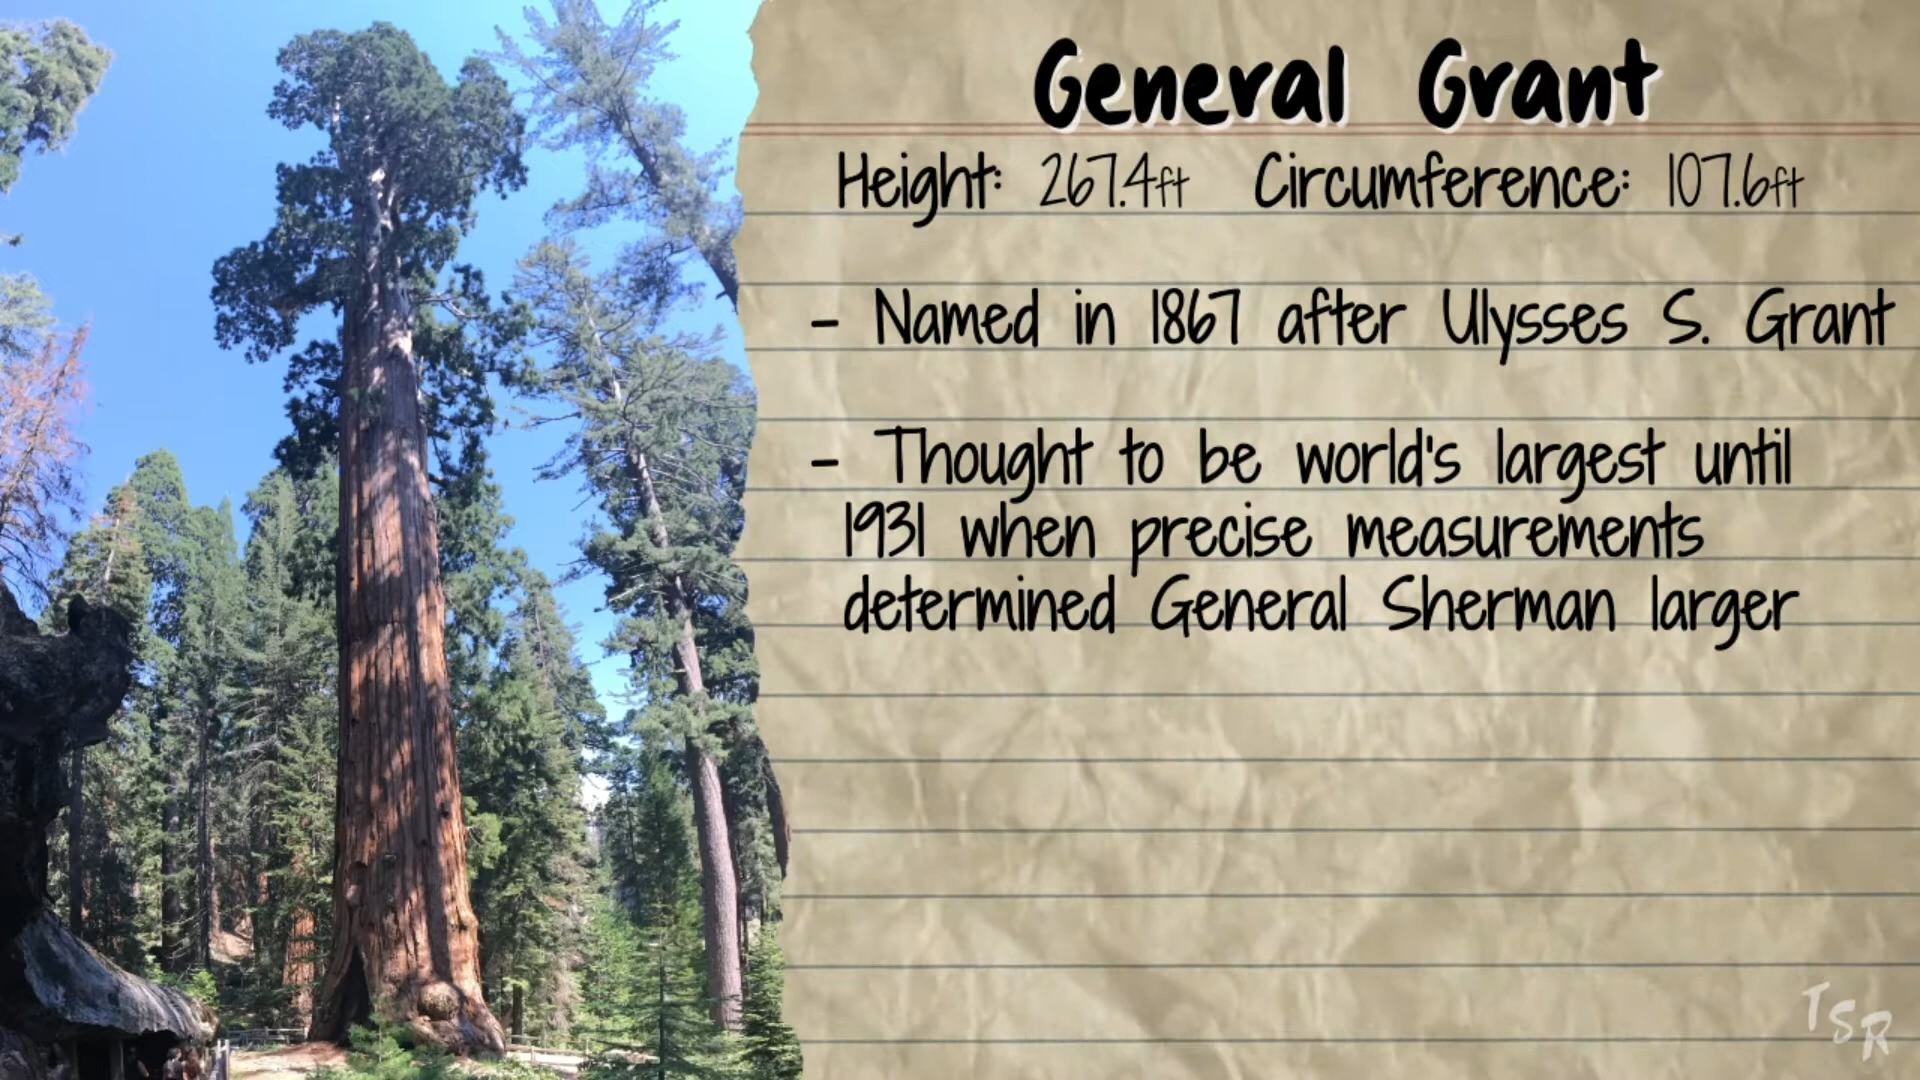 General Grant
Height: 267.4ft Circumference: 107.6ft
- Named in 1867 after Ulysses S. Grant
- Thought to be world's largest until
1931 when precise measurements
determined General Sherman larger
TSR